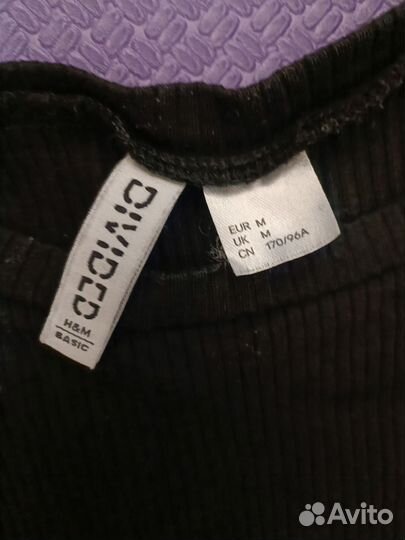 DIVIDED
H&M
BASIC
EUR M
UK M
CN 170/96A
Avito